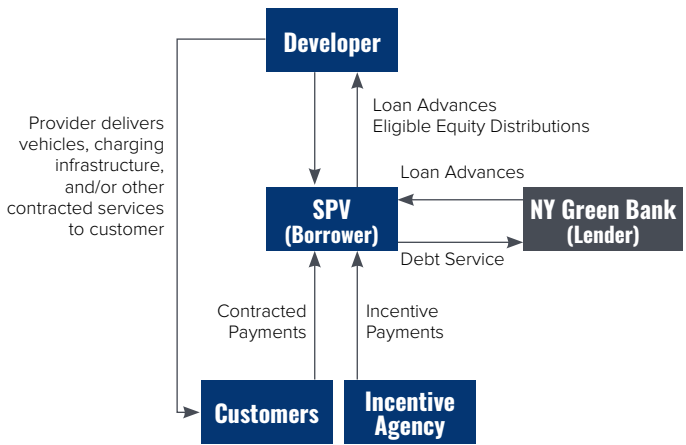 Developer
Loan Advances
Eligible Equity Distributions
Provider delivers
vehicles, charging
infrastructure,
and/or other
contracted services
to customer
Loan Advances
SPV
(Borrower)
NY Green Bank
(Lender)
Debt Service
Contracted
Payments
Incentive
Payments
Customers
Incentive
Agency